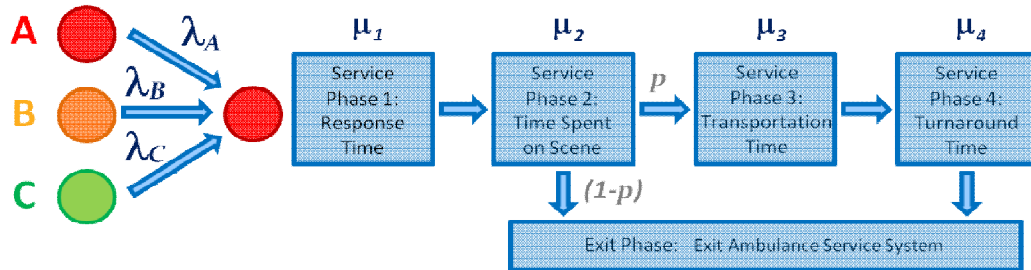 A
λA
B
λB
C
λC
μ1
Service
Phase 1:
Response
Time
μ2
Service
Phase 2:
Time Spent
on Scene
p
(1-p)
μ3
Service
Phase 3:
Transportation
Time
μ4
Service
Phase 4:
Turnaround
Time
Exit Phase: Exit Ambulance Service System